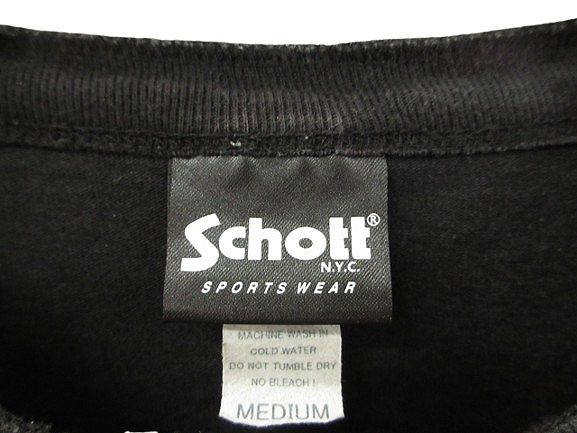 Schott®
N.Y.C.
SPORTS WEAR
MACHINE WASH IN
COLD WATER
DO NOT TUMBLE DRY
NO BLEACH!
MEDIUM